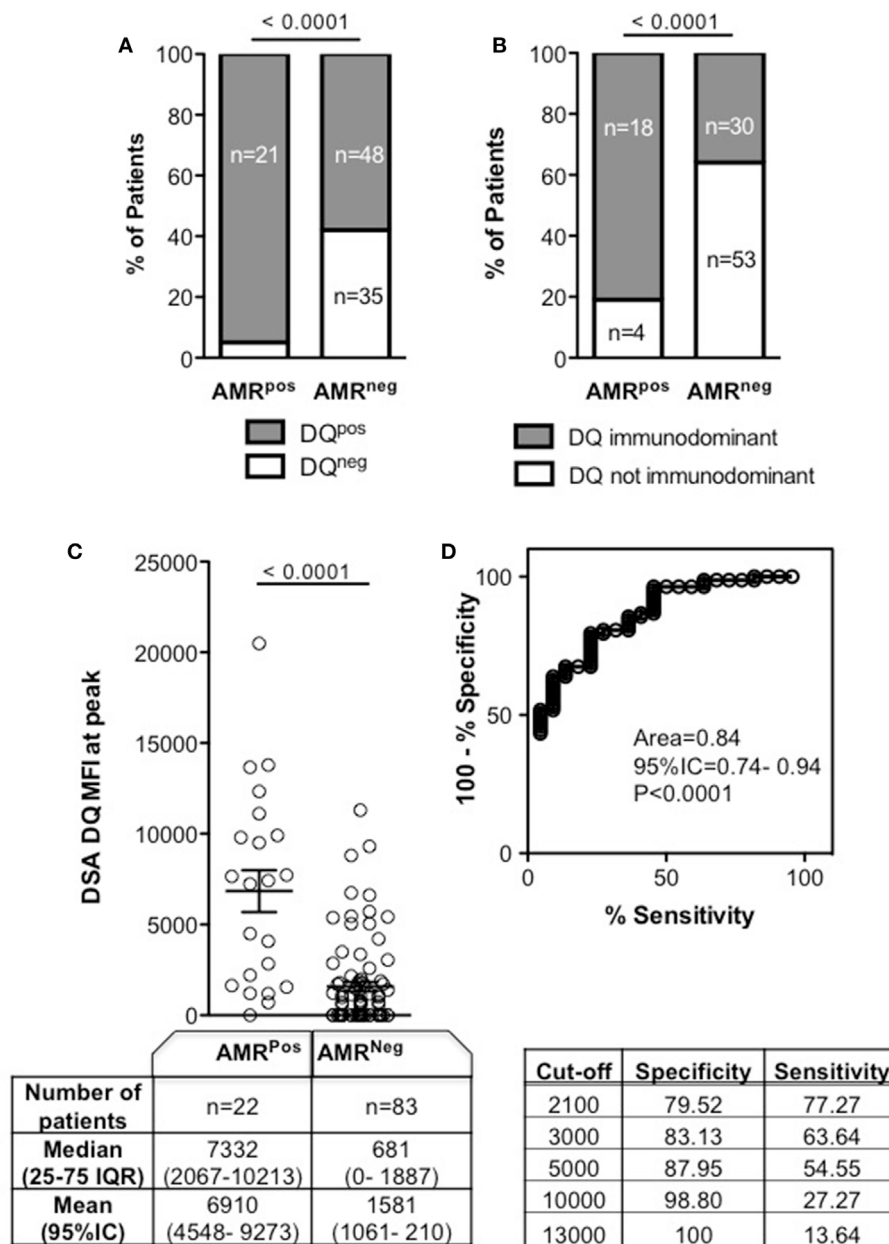 A
< 0.0001
% of Patients
100
80
60
40
20
0
n=21
n=48
n=35
AMRpos
AMRneg
DQpos
DQneg
B
< 0.0001
% of Patients
100
80
60
40
20
0
n=18
n=30
n=53
n=4
AMRpos
AMRneg
DQ immunodominant
DQ not immunodominant
C
< 0.0001
DSA DQ MFI at peak
25000
20000
15000
10000
5000
0
AMRPos AMRNeg
Number of patients n=22 n=83
Median (25-75 IQR) 7332 (2067-10213) 681 (0- 1887)
Mean (95%IC) 6910 (4548- 9273) 1581 (1061- 210)
D
100 - % Specificity
100
50
0
Area=0.84
95%IC=0.74- 0.94
P<0.0001
0 50 100
% Sensitivity
Cut-off Specificity Sensitivity
2100 79.52 77.27
3000 83.13 63.64
5000 87.95 54.55
10000 98.80 27.27
13000 100 13.64